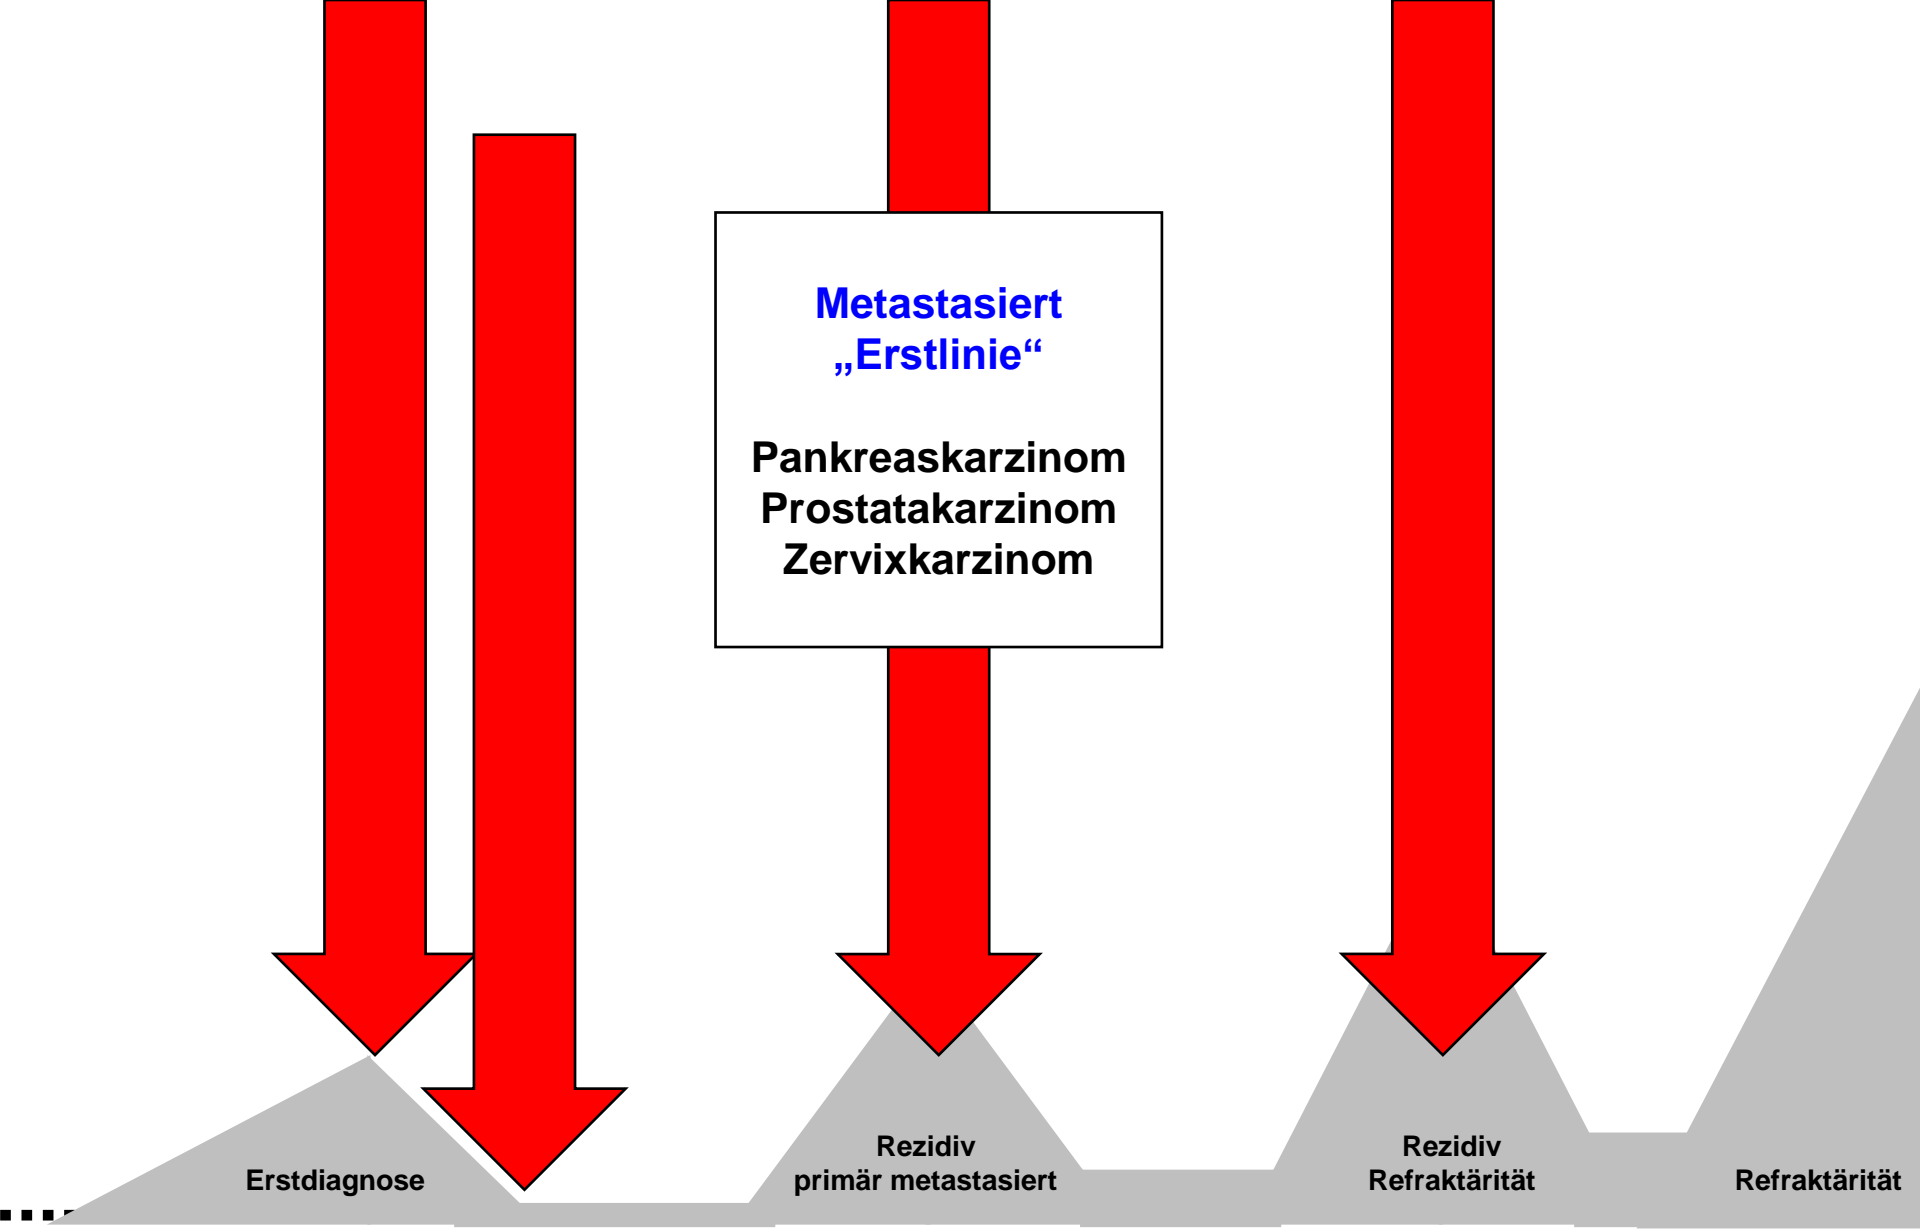 Metastasiert
„Erstlinie“
Pankreaskarzinom
Prostatakarzinom
Zervixkarzinom
Erstdiagnose
Rezidiv
primär metastasiert
Rezidiv
Refraktärität
Refraktärität